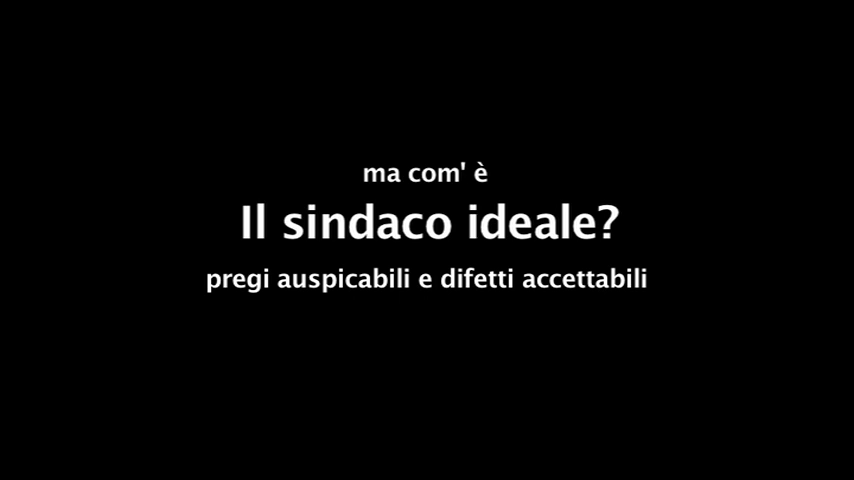 ma com' è
Il sindaco ideale?
pregi auspicabili e difetti accettabili